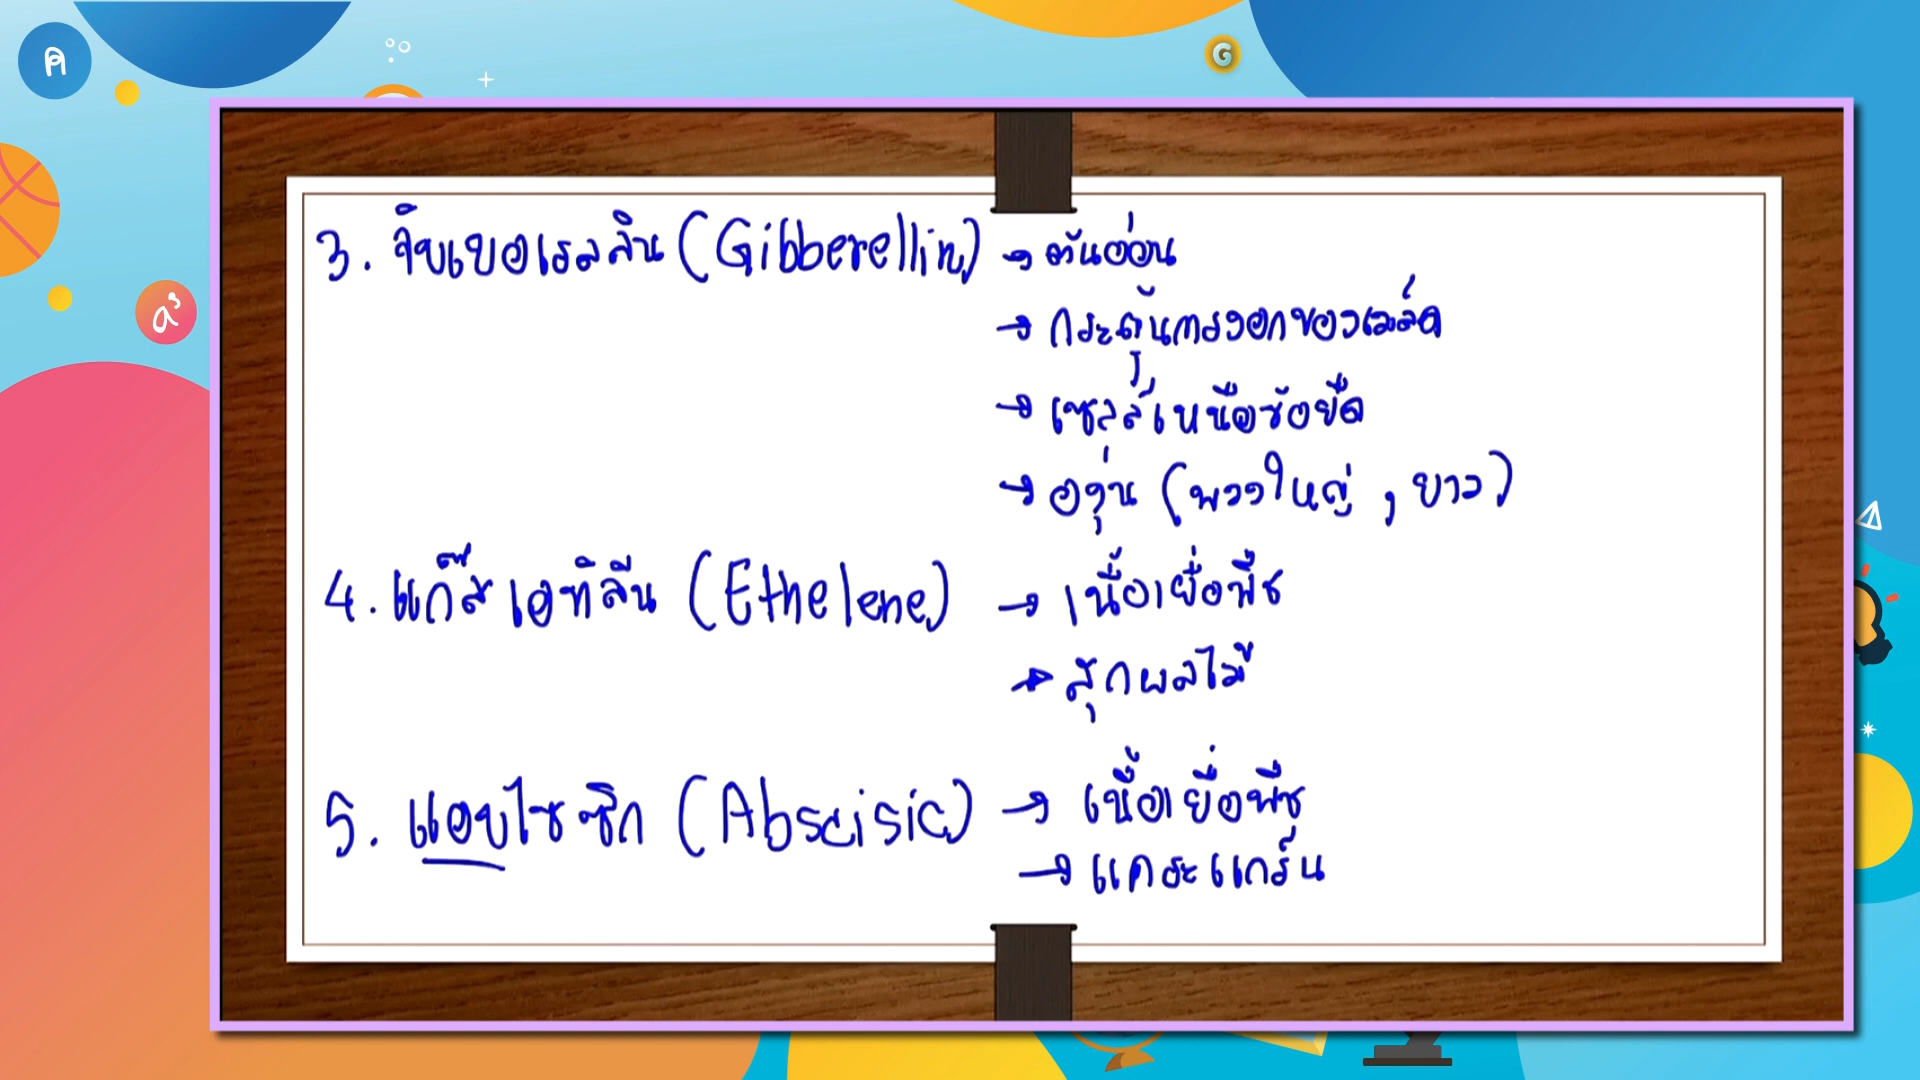 ค
G
a³
3. จิบเบอเรลลิน (Gibberellin) → ต้นอ่อน
→ กระตุ้นการงอกของเมล็ด
→ เซลล์เหนือข้อยืด
→ องุ่น (พวงใหญ่ , ยาว)
4. แก๊ส เอทิลีน (Ethelene) → เนื้อเยื่อพืช
→ สุกผลไม้
5. แอบไซซิก (Abscisic) → เนื้อเยื่อพืช
→ แคระแกร็น